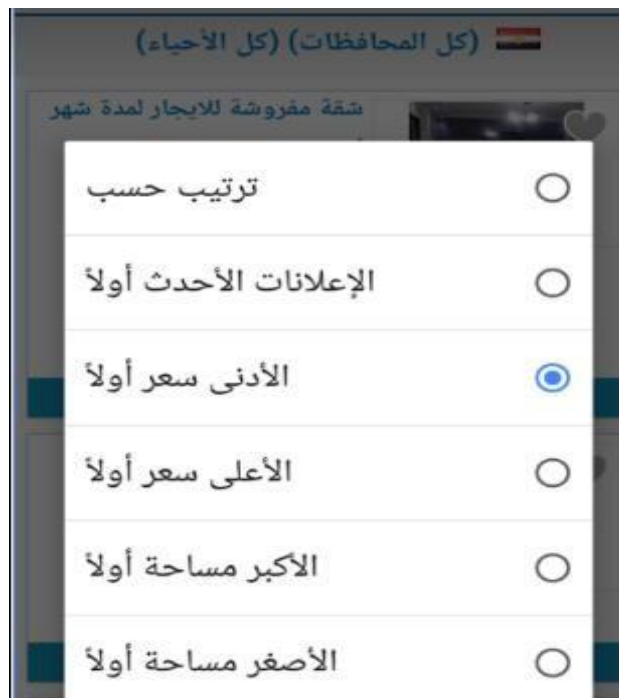 (كل المحافظات) (كل الأحياء)
شقة مفروشة للايجار لمدة شهر
ترتيب حسب
الإعلانات الأحدث أولاً
الأدنى سعر أولاً
الأعلى سعر أولاً
الأكبر مساحة أولاً
الأصغر مساحة أولاً